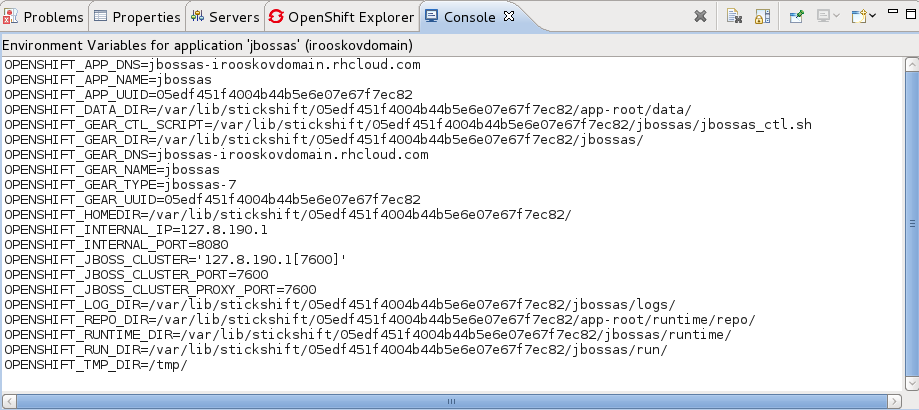 Problems Properties Servers OpenShift Explorer Console
Environment Variables for application 'jbossas' (irooskovdomain)
OPENSHIFT_APP_DNS=jbossas-irooskovdomain.rhcloud.com
OPENSHIFT_APP_NAME=jbossas
OPENSHIFT_APP_UUID=05edf451f4004b44b5e6e07e67f7ec82
OPENSHIFT_DATA_DIR=/var/lib/stickshift/05edf451f4004b44b5e6e07e67f7ec82/app-root/data/
OPENSHIFT_GEAR_CTL_SCRIPT=/var/lib/stickshift/05edf451f4004b44b5e6e07e67f7ec82/jbossas/jbossas_ctl.sh
OPENSHIFT_GEAR_DIR=/var/lib/stickshift/05edf451f4004b44b5e6e07e67f7ec82/jbossas/
OPENSHIFT_GEAR_DNS=jbossas-irooskovdomain.rhcloud.com
OPENSHIFT_GEAR_NAME=jbossas
OPENSHIFT_GEAR_TYPE=jbossas-7
OPENSHIFT_GEAR_UUID=05edf451f4004b44b5e6e07e67f7ec82
OPENSHIFT_HOMEDIR=/var/lib/stickshift/05edf451f4004b44b5e6e07e67f7ec82/
OPENSHIFT_INTERNAL_IP=127.8.190.1
OPENSHIFT_INTERNAL_PORT=8080
OPENSHIFT_JBOSS_CLUSTER='127.8.190.1[7600]'
OPENSHIFT_JBOSS_CLUSTER_PORT=7600
OPENSHIFT_JBOSS_CLUSTER_PROXY_PORT=7600
OPENSHIFT_LOG_DIR=/var/lib/stickshift/05edf451f4004b44b5e6e07e67f7ec82/jbossas/logs/
OPENSHIFT_REPO_DIR=/var/lib/stickshift/05edf451f4004b44b5e6e07e67f7ec82/app-root/runtime/repo/
OPENSHIFT_RUNTIME_DIR=/var/lib/stickshift/05edf451f4004b44b5e6e07e67f7ec82/jbossas/runtime/
OPENSHIFT_RUN_DIR=/var/lib/stickshift/05edf451f4004b44b5e6e07e67f7ec82/jbossas/run/
OPENSHIFT_TMP_DIR=/tmp/